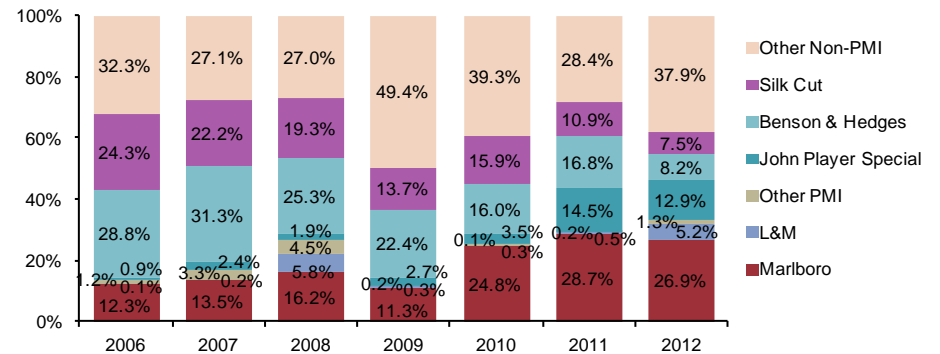 100%
80%
60%
40%
20%
0%
32.3% 27.1% 27.0% 49.4% 39.3% 28.4% 37.9%
24.3% 22.2% 19.3% 13.7% 15.9% 10.9% 7.5%
28.8% 31.3% 25.3% 22.4% 16.0% 16.8% 8.2%
0.9% 2.4% 1.9% 2.7% 3.5% 14.5% 12.9%
1.2% 3.3% 4.5% 0.2% 0.1% 0.2% 1.3%
0.1% 0.2% 5.8% 0.3% 0.3% 0.5% 5.2%
12.3% 13.5% 16.2% 11.3% 24.8% 28.7% 26.9%
2006 2007 2008 2009 2010 2011 2012
Other Non-PMI
Silk Cut
Benson & Hedges
John Player Special
Other PMI
L&M
Marlboro